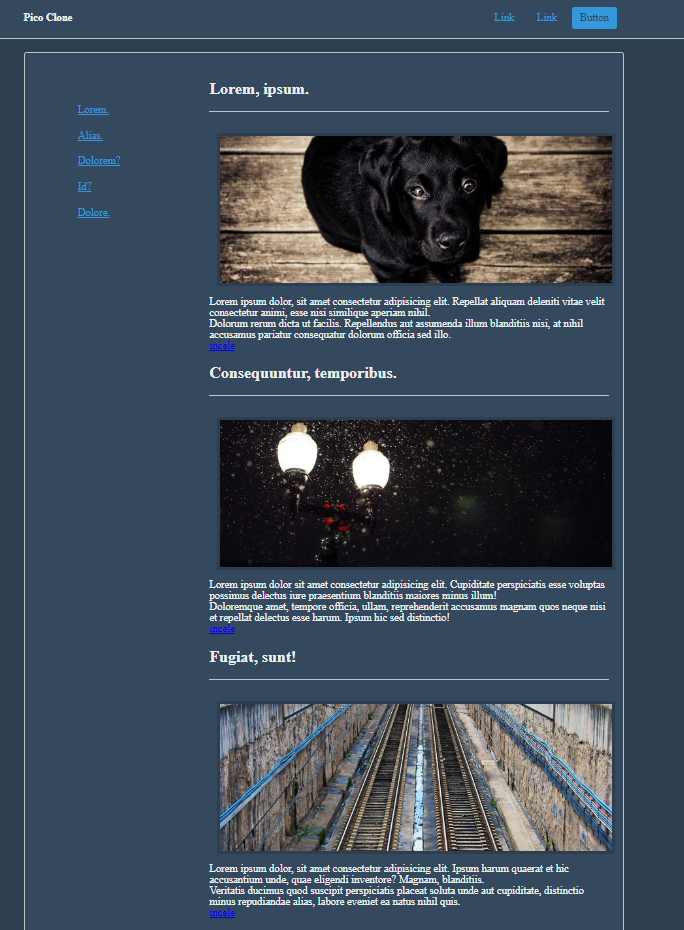 Pico Clone
Link
Link
Button
Lorem.
Alias.
Dolorem?
Id?
Dolore.
Lorem, ipsum.
Lorem ipsum dolor, sit amet consectetur adipisicing elit. Repellat aliquam deleniti vitae velit
consectetur animi, esse nisi similique aperiam nihil.
Dolorum rerum dicta ut facilis. Repellendus aut assumenda illum blanditiis nisi, at nihil
accusamus pariatur consequatur dolorum officia sed illo.
incele
Consequuntur, temporibus.
Lorem ipsum dolor sit amet consectetur adipisicing elit. Cupiditate perspiciatis esse voluptas
possimus delectus iure praesentium blanditiis maiores minus illum!
Doloremque amet, tempore officia, ullam, reprehenderit accusamus magnam quos neque nisi
et repellat delectus esse harum. Ipsum hic sed distinctio!
incele
Fugiat, sunt!
Lorem ipsum dolor, sit amet consectetur adipisicing elit. Ipsum harum quaerat et hic
accusantium unde, quae eligendi inventore? Magnam, blanditiis.
Veritatis ducimus quod suscipit perspiciatis placeat soluta unde aut cupiditate, distinctio
minus repudiandae alias, labore eveniet ea natus nihil quis.
incele